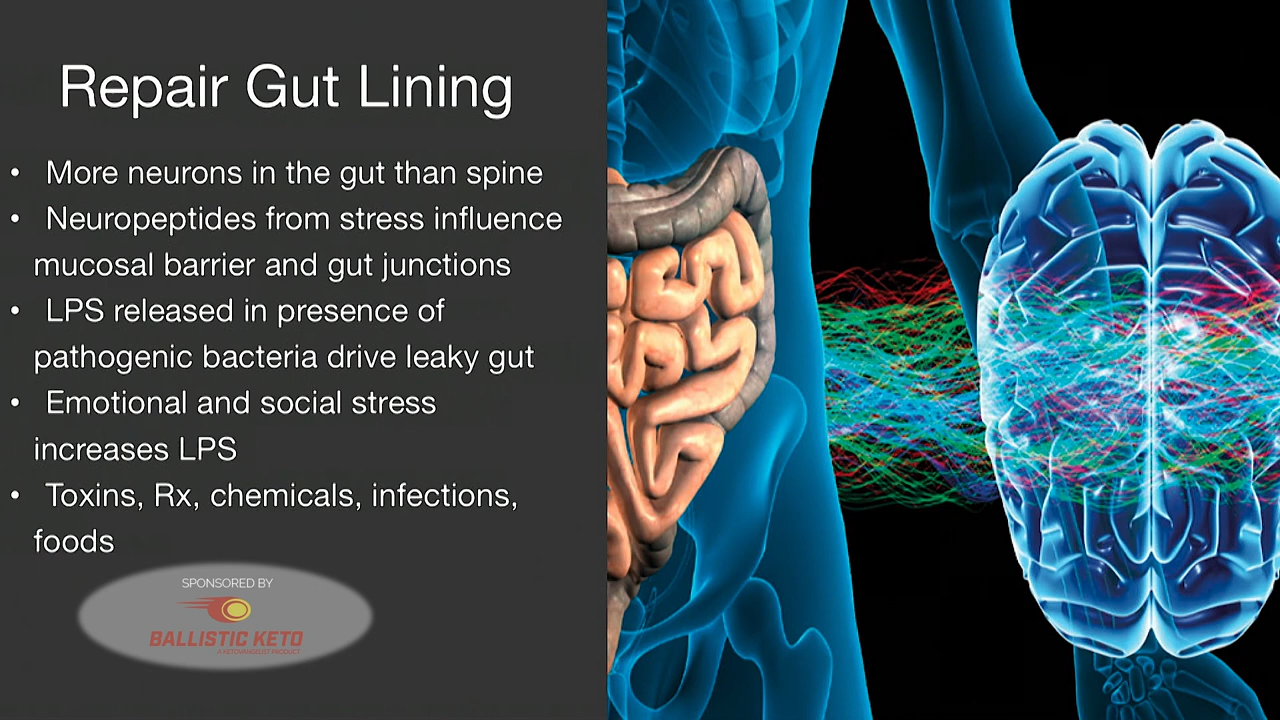 Repair Gut Lining
• More neurons in the gut than spine
• Neuropeptides from stress influence
mucosal barrier and gut junctions
• LPS released in presence of
pathogenic bacteria drive leaky gut
• Emotional and social stress
increases LPS
• Toxins, Rx, chemicals, infections,
foods
SPONSORED BY
BALLISTIC KETO
A KETOVANGELIST PRODUCT